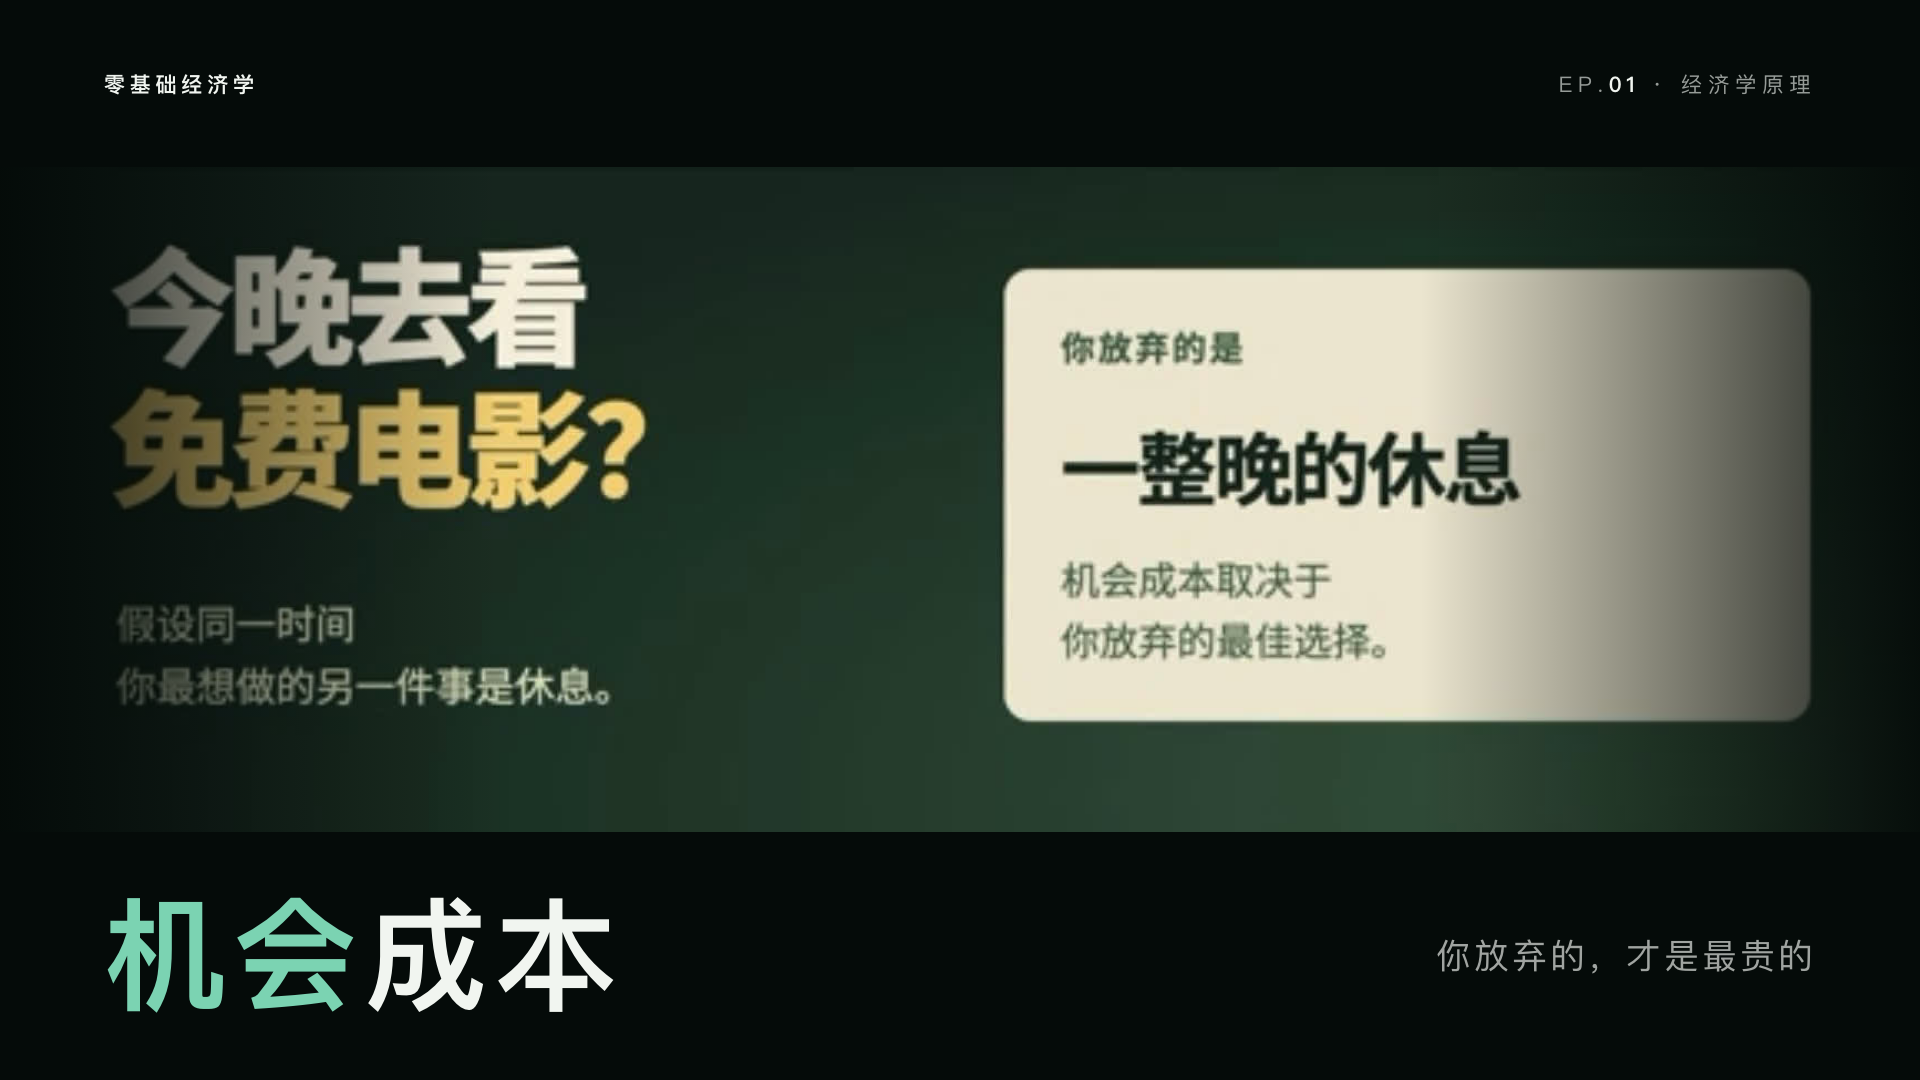 零基础经济学
EP.01 · 经济学原理
今晚去看
免费电影？
假设同一时间
你最想做的另一件事是休息。
你放弃的是
一整晚的休息
机会成本取决于
你放弃的最佳选择。
机会成本
你放弃的，才是最贵的